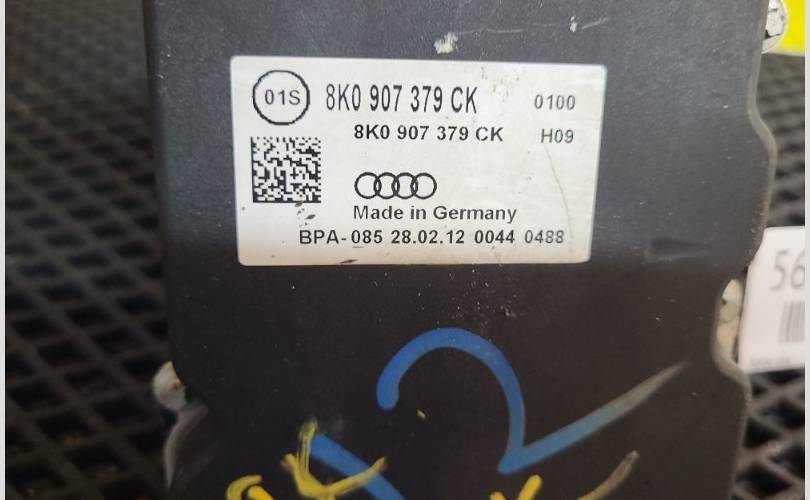 01S 8K0 907 379 CK 0100
8K0 907 379 CK H09
Made in Germany
BPA-085 28.02.12 0044 0488
56
2